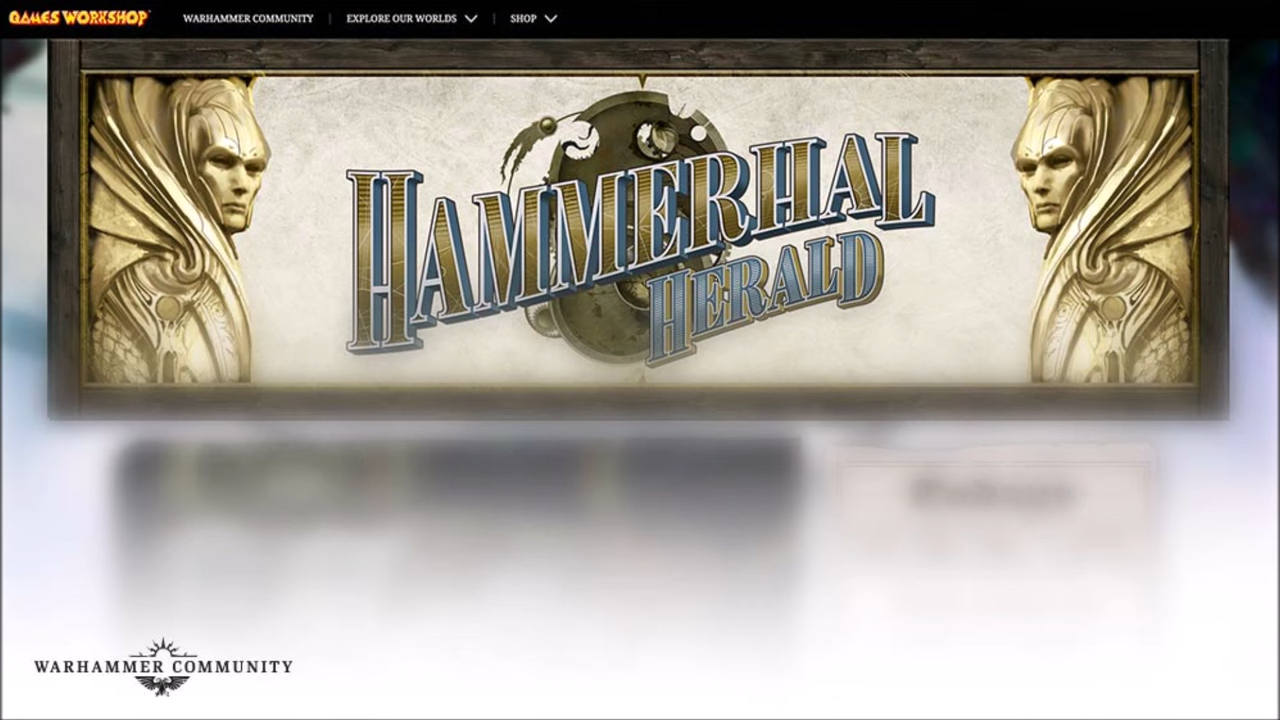 GAMES WORKSHOP
WARHAMMER COMMUNITY | EXPLORE OUR WORLDS | SHOP
HAMMERHAL
HERALD
WARHAMMER COMMUNITY